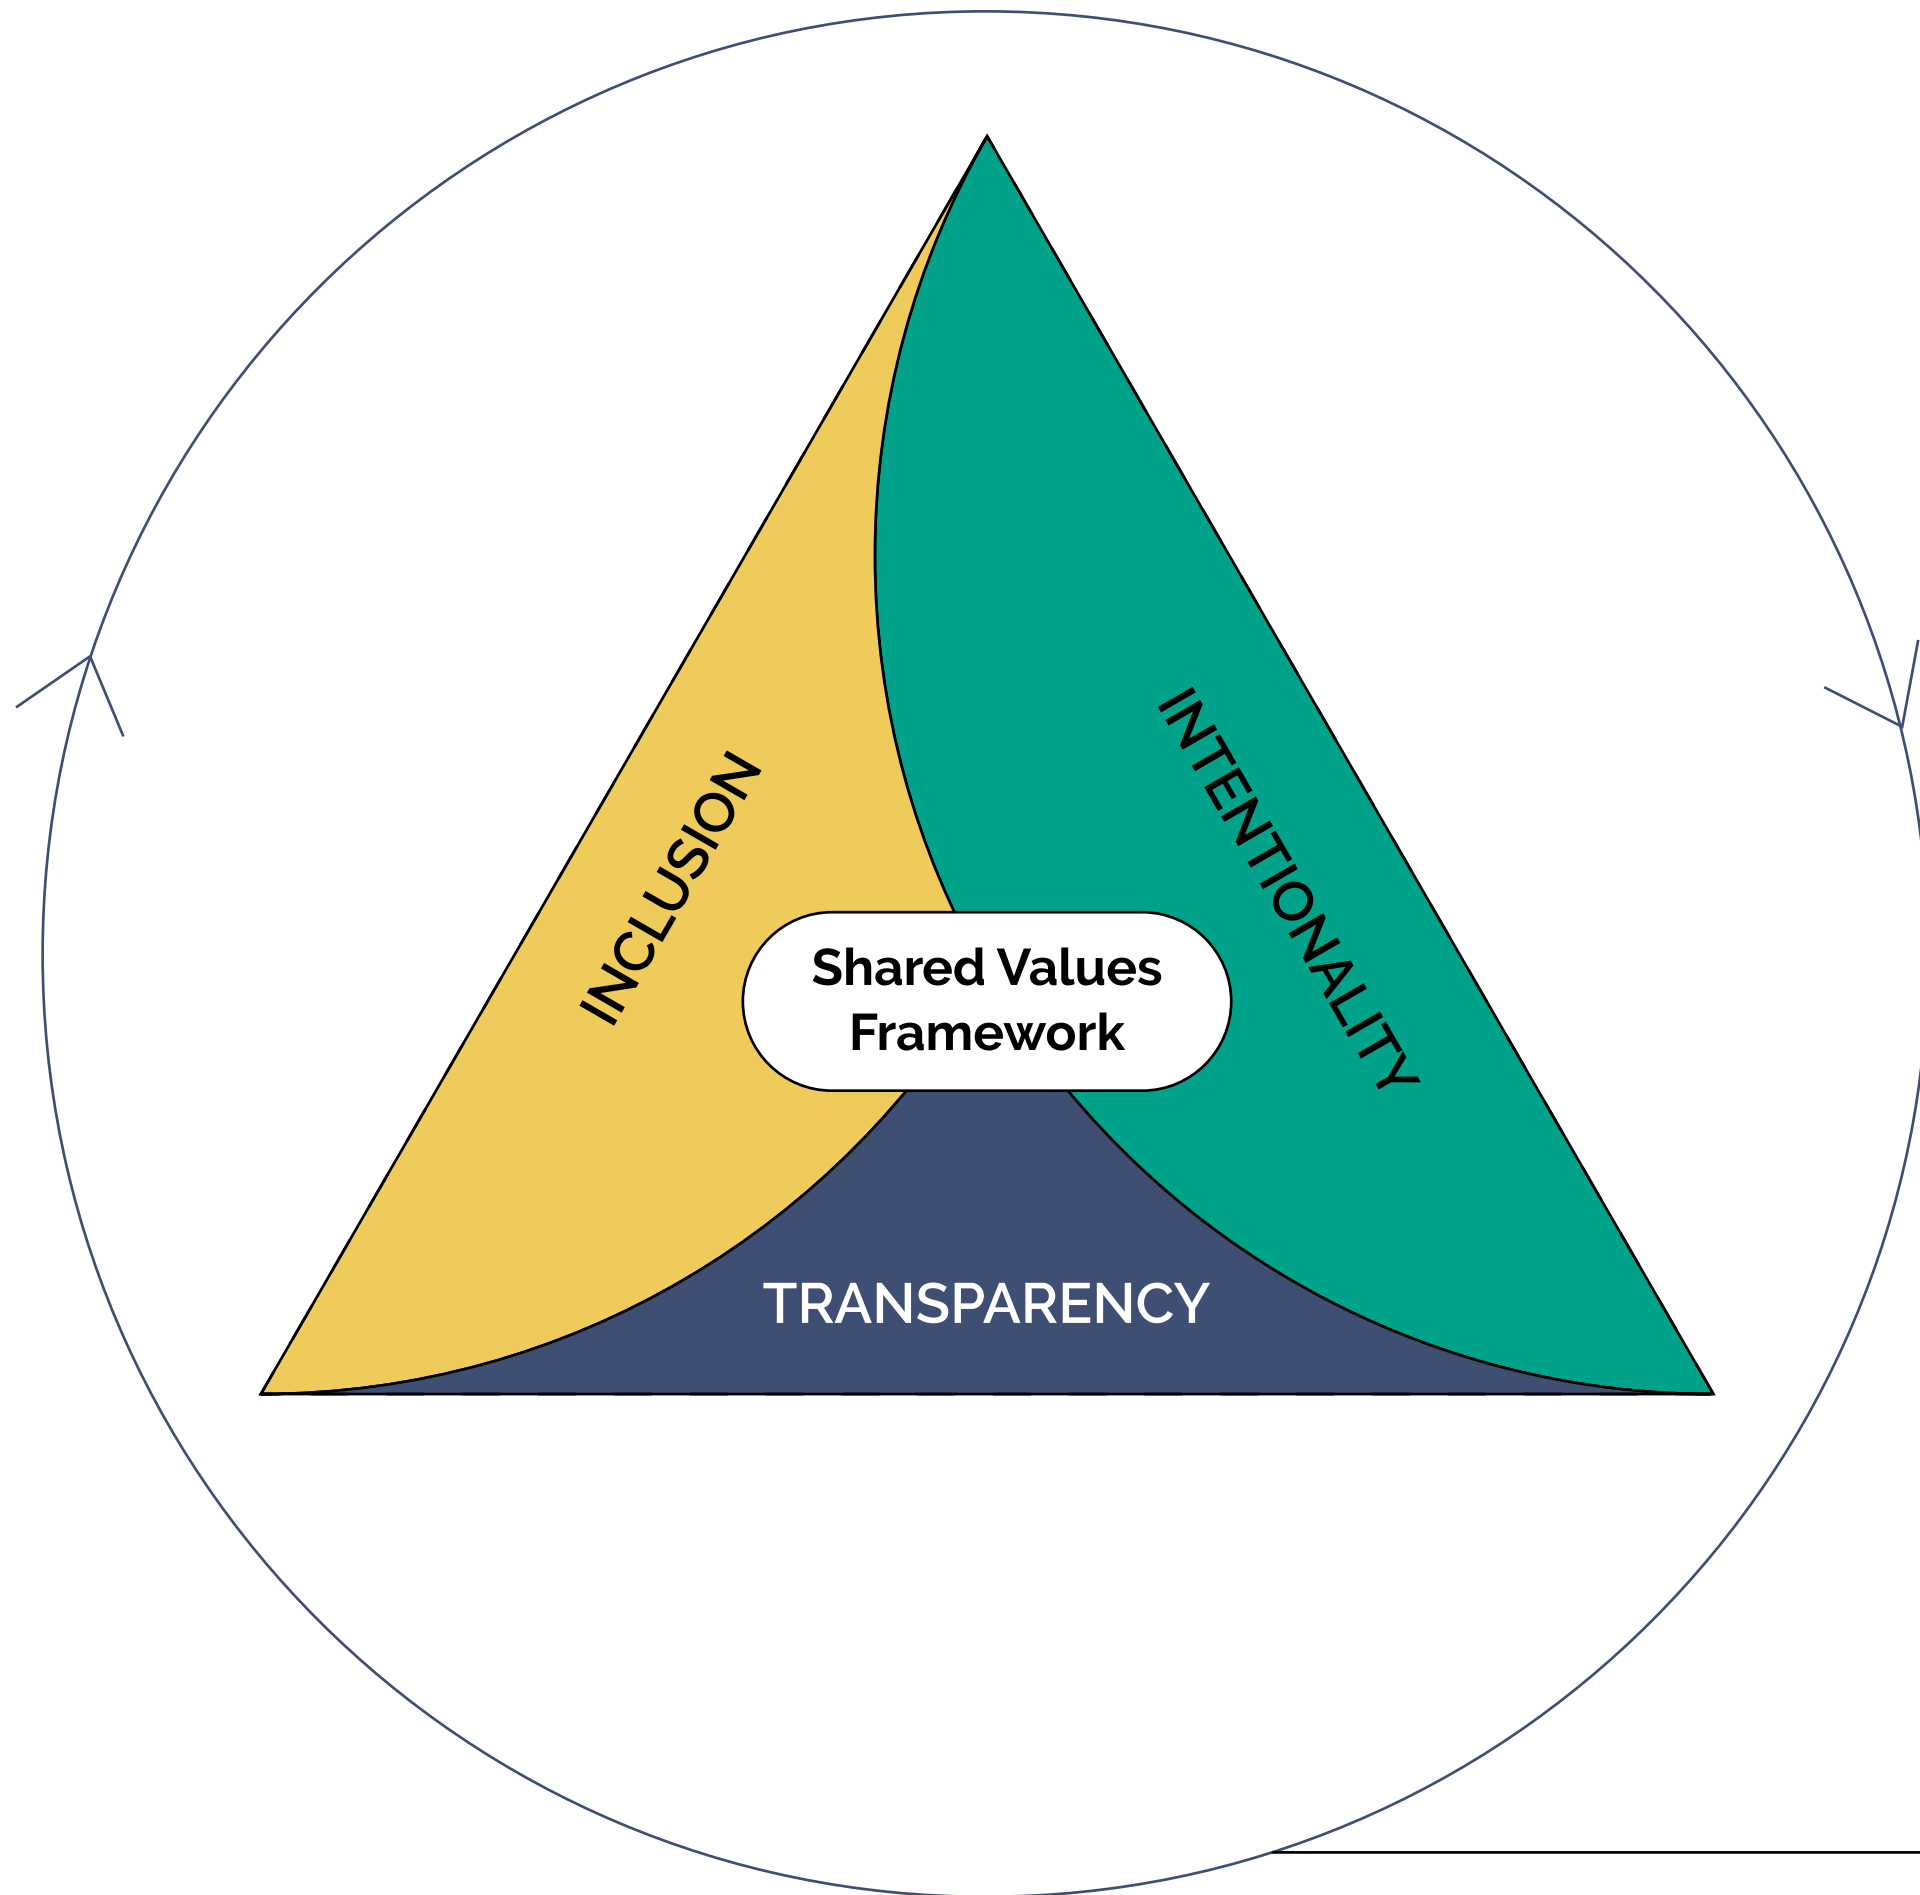 INCLUSION
INTENTIONALITY
Shared Values
Framework
TRANSPARENCY